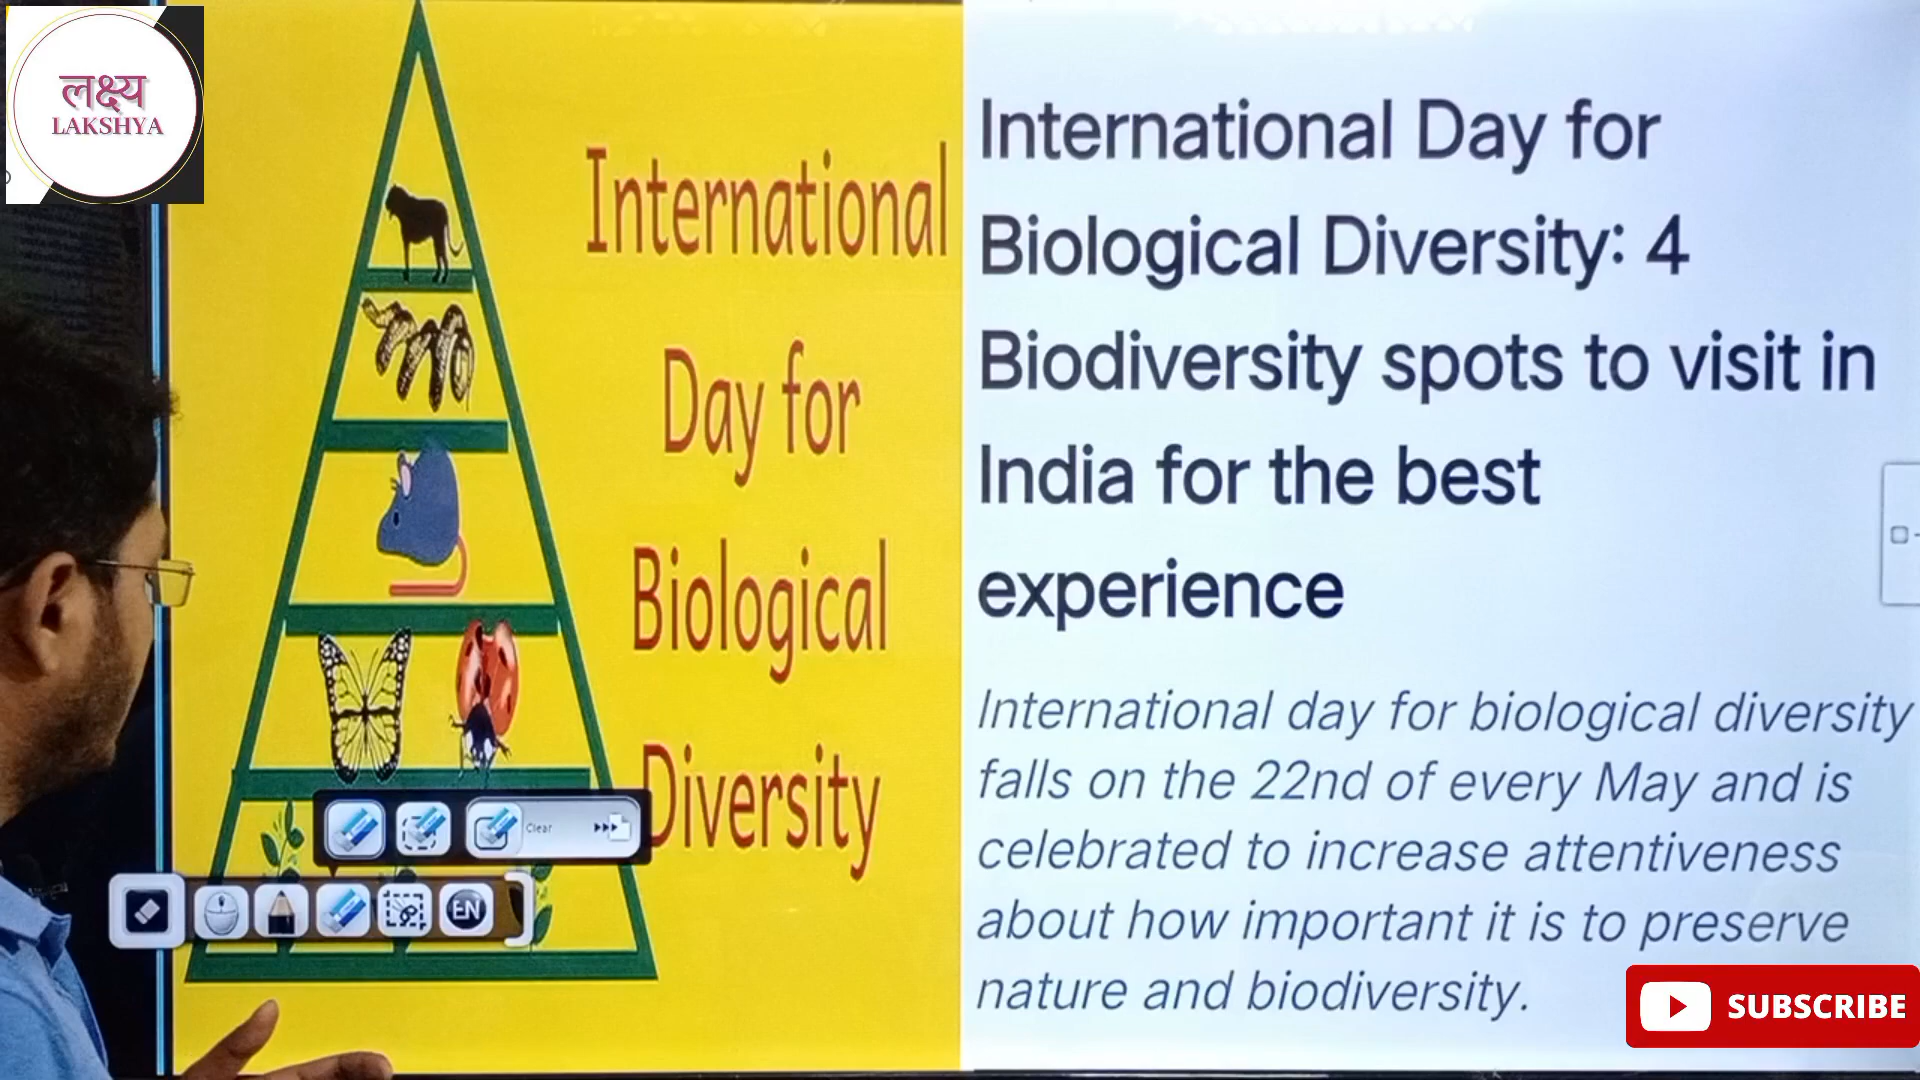 लक्ष्य
LAKSHYA
International
Day for
Biological
Diversity
Clear
EN
International Day for
Biological Diversity: 4
Biodiversity spots to visit in
India for the best
experience
International day for biological diversity
falls on the 22nd of every May and is
celebrated to increase attentiveness
about how important it is to preserve
nature and biodiversity.
SUBSCRIBE